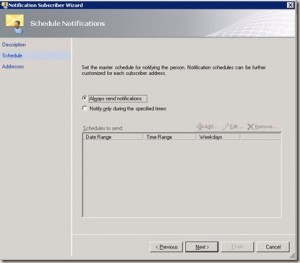 Notification Subscriber Wizard
Schedule Notifications
Description
Schedule
Addresses
Set the master schedule for notifying the person. Notification schedules can be further
customized for each subscriber address.
Always send notifications
Notify only during the specified times:
Schedules to send:
Add...
Edit...
Remove...
Date Range
Time Range
Weekdays
< Previous
Next >
Finish
Cancel